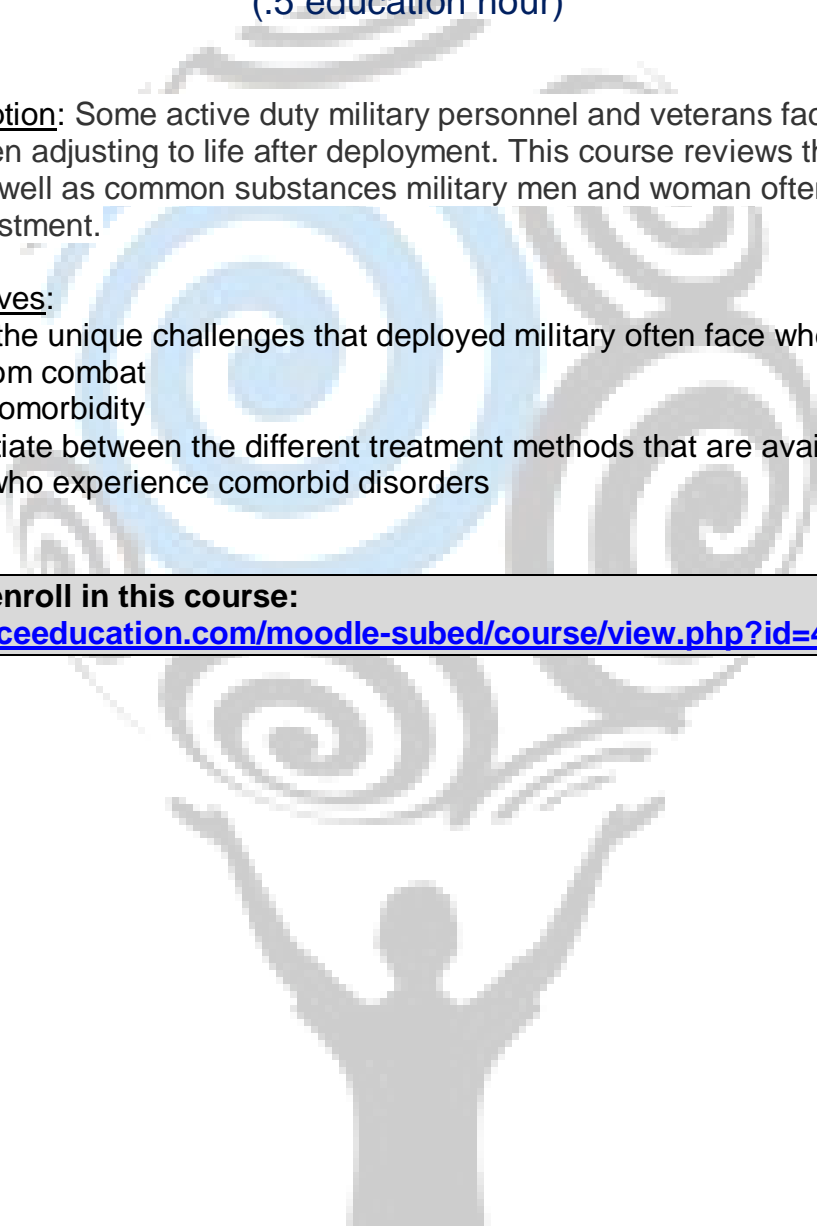 (.5 education hour)
ption: Some active duty military personnel and veterans fac
en adjusting to life after deployment. This course reviews th
well as common substances military men and woman ofte
stment.
ves:
the unique challenges that deployed military often face whe
om combat
omorbidity
tiate between the different treatment methods that are avai
who experience comorbid disorders
enroll in this course:
ceeducation.com/moodle-subed/course/view.php?id=4